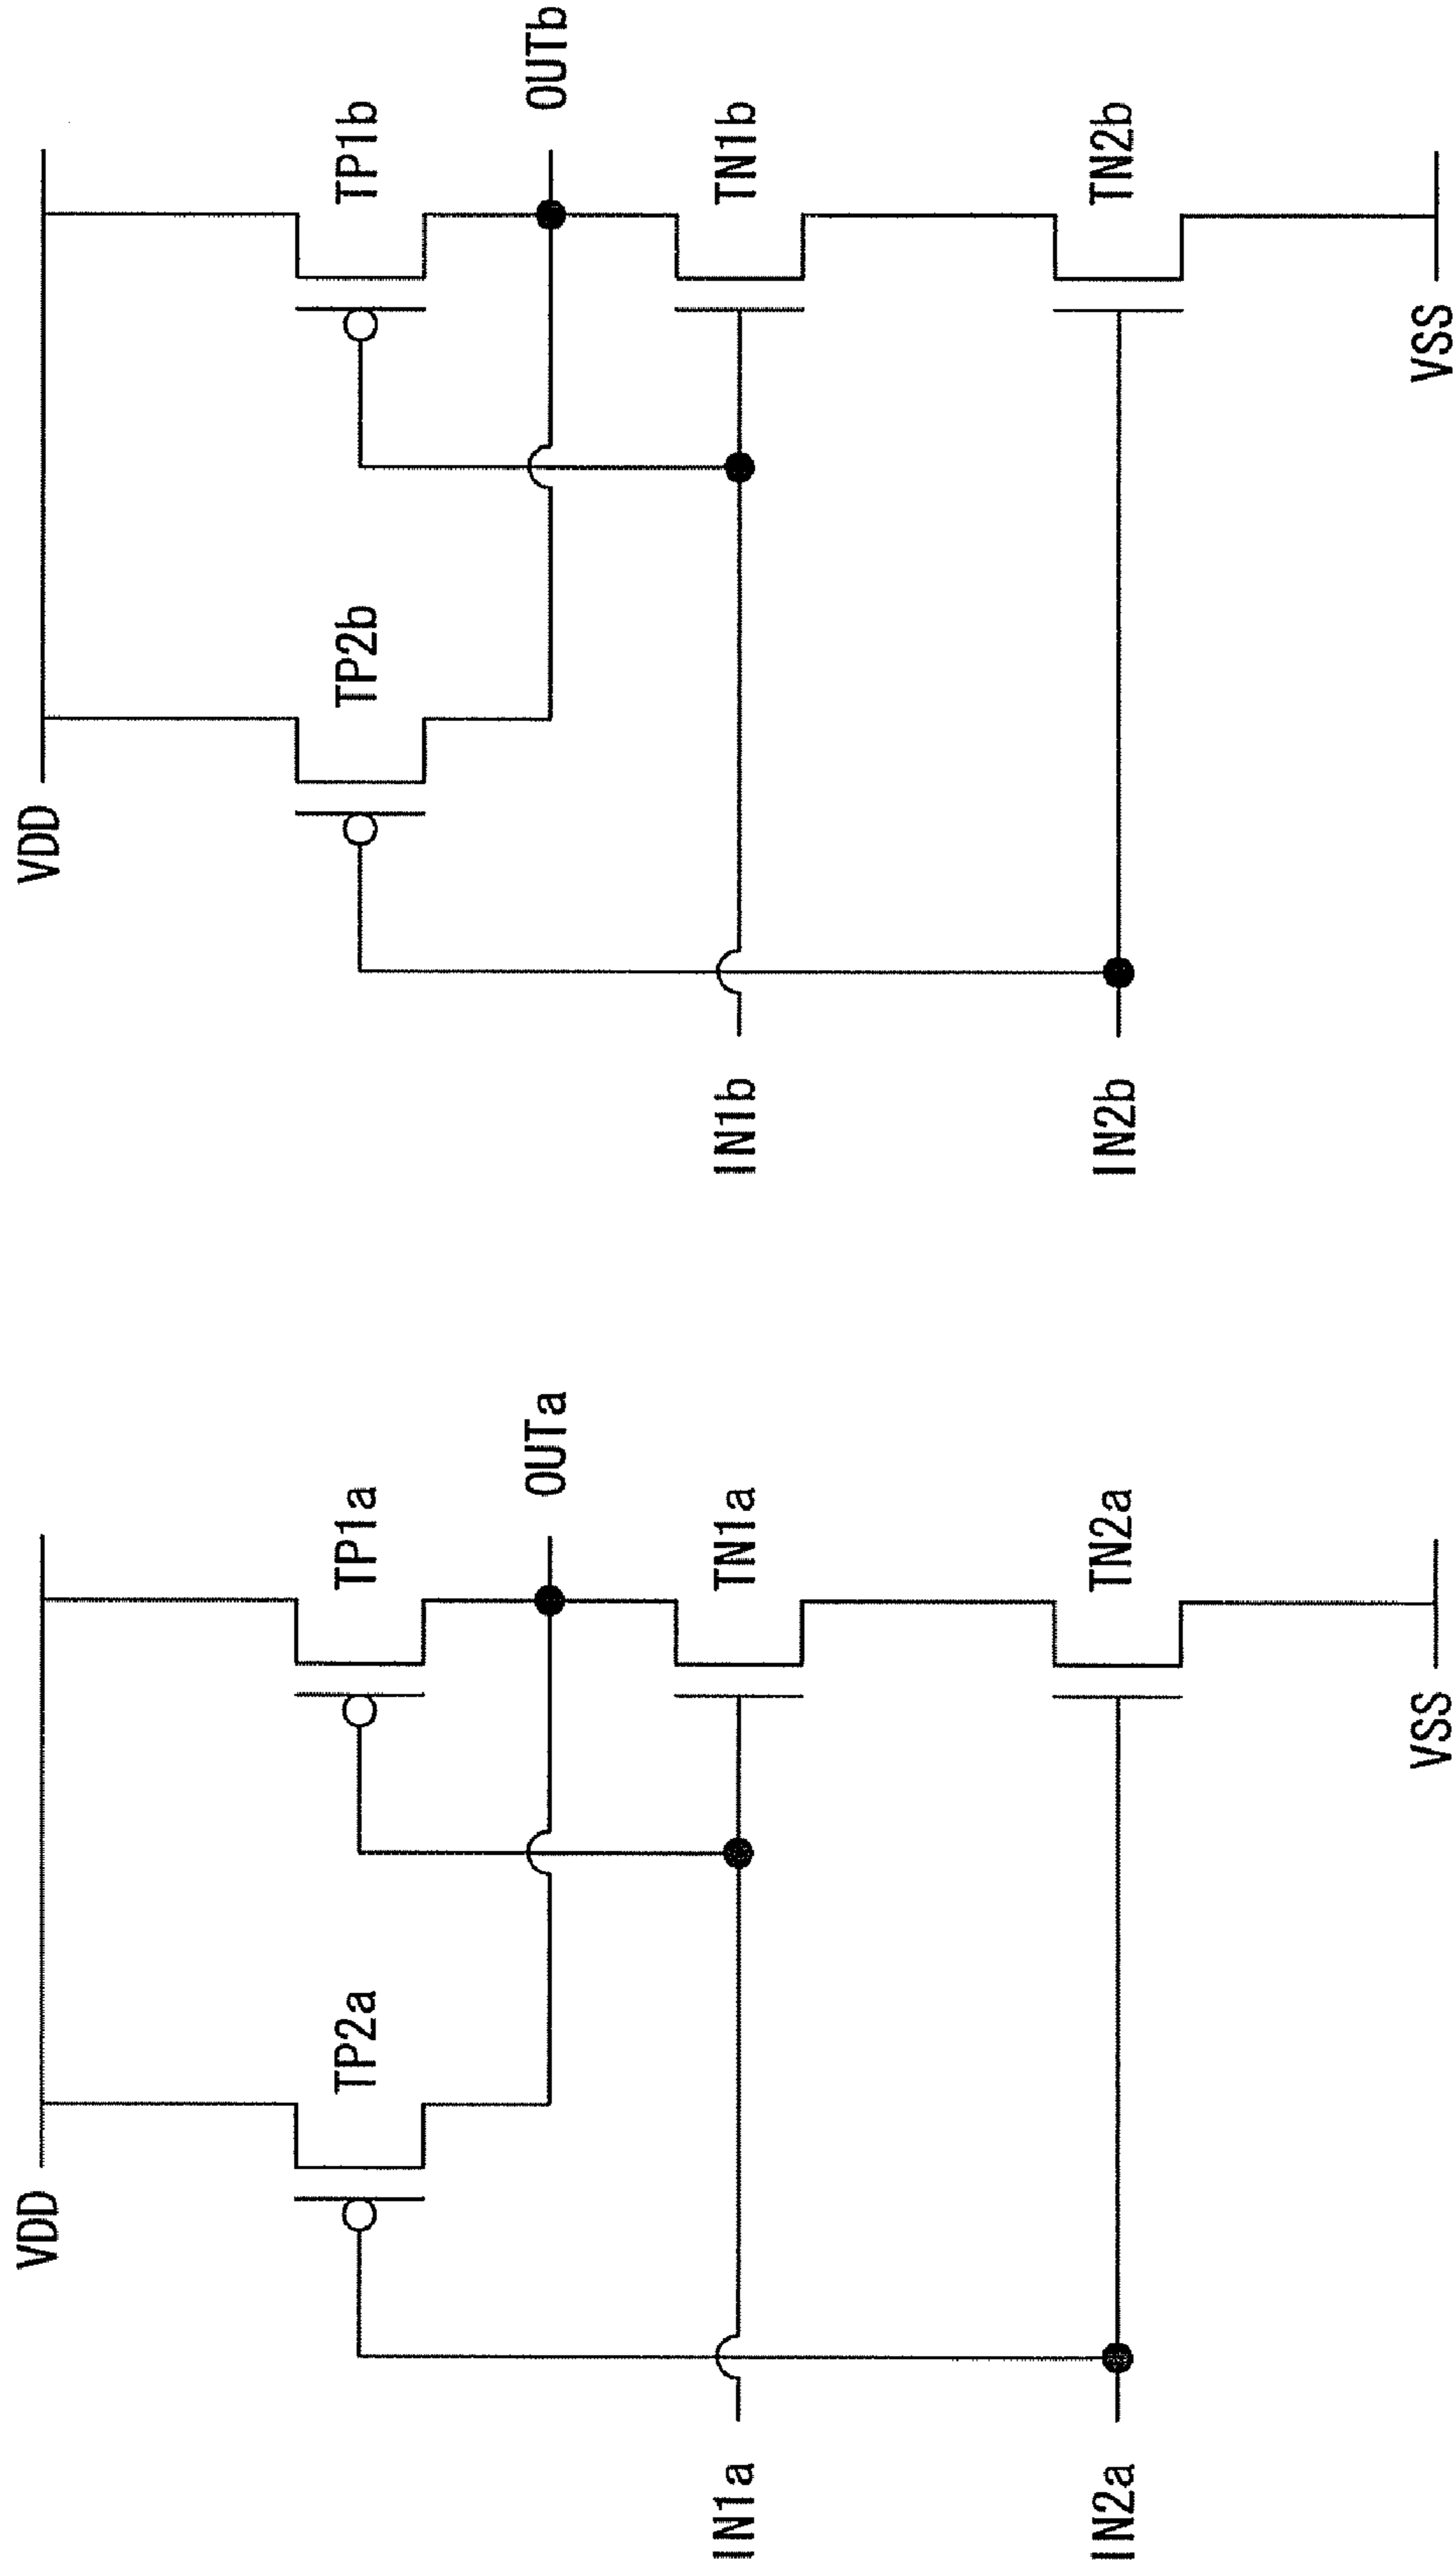 VDD
TP2a
TP1a
OUTa
IN1a
TN1a
IN2a
TN2a
VSS
VDD
TP2b
TP1b
OUTb
IN1b
TN1b
IN2b
TN2b
VSS